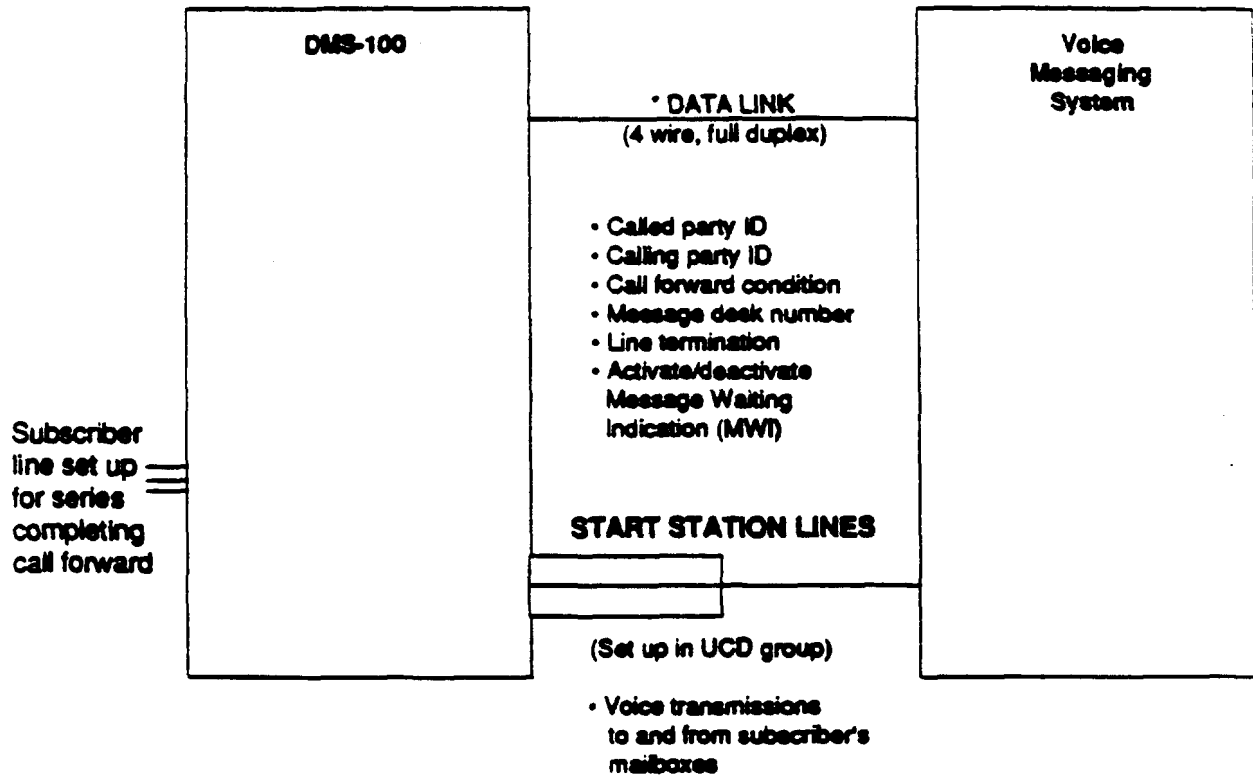 DMS-100
Voice
Messaging
System
* DATA LINK
(4 wire, full duplex)
• Called party ID
• Calling party ID
• Call forward condition
• Message desk number
• Line termination
• Activate/deactivate
Message Waiting
Indication (MWI)
Subscriber
line set up
for series
completing
call forward
START STATION LINES
(Set up in UCD group)
• Voice transmissions
to and from subscriber's
mailboxes